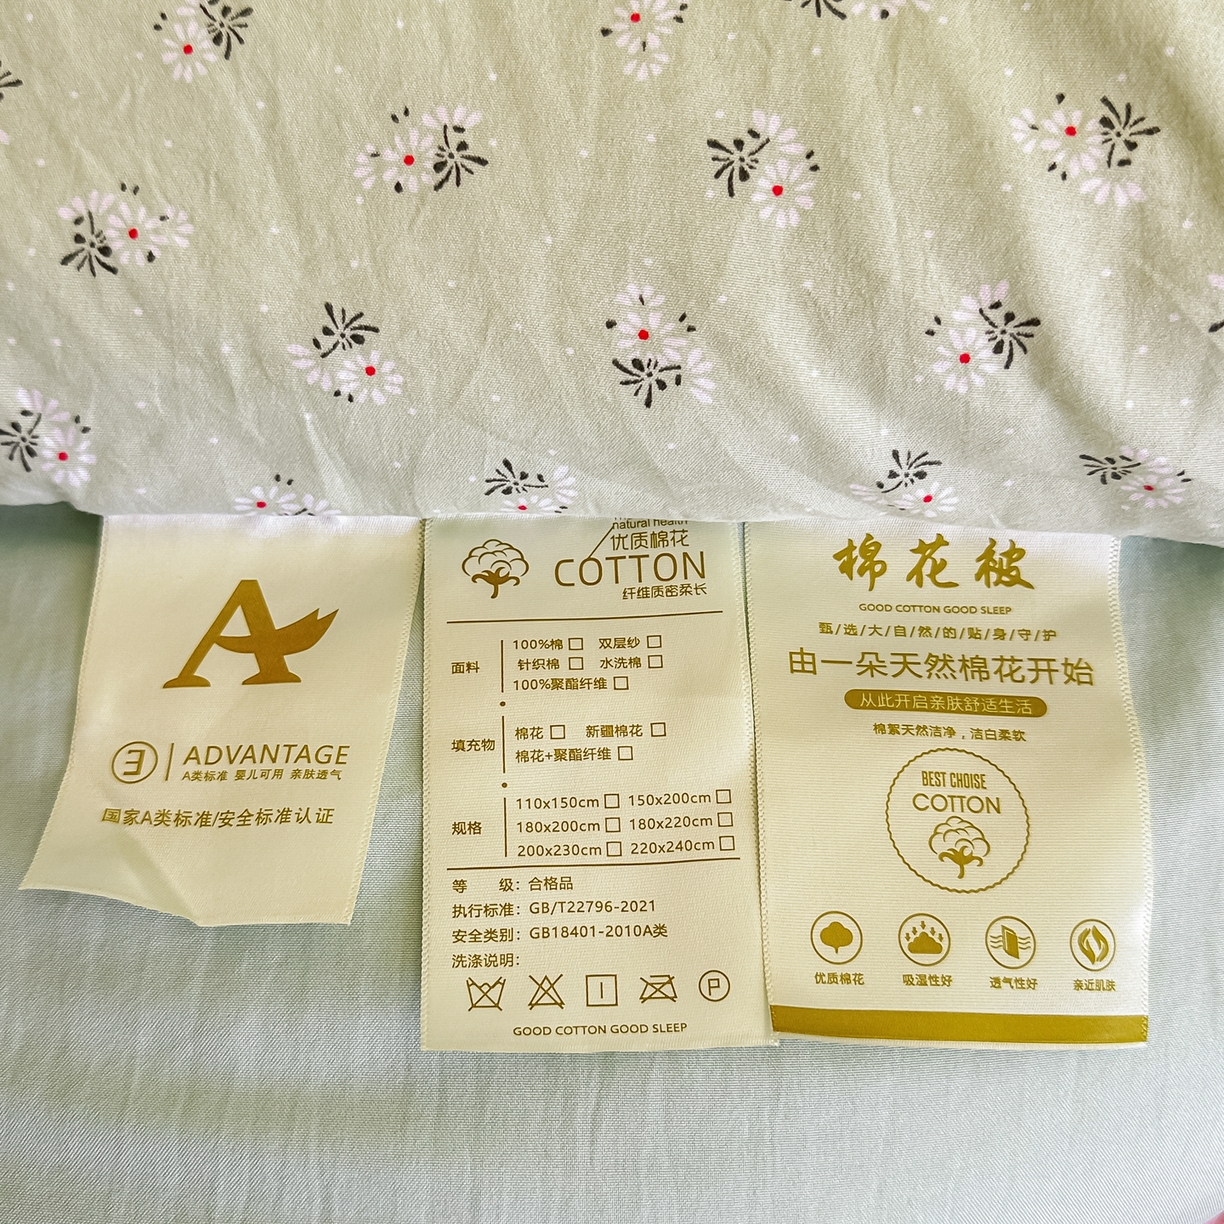 A
ADVANTAGE
A类标准 婴儿可用 亲肤透气
国家A类标准/安全标准认证
natural health
优质棉花
COTTON
纤维质密柔长
面料
100%棉□ 双层纱□
针织棉□ 水洗棉□
100%聚酯纤维□
填充物
棉花□ 新疆棉花□
棉花+聚酯纤维□
规格
110x150cm□ 150x200cm□
180x200cm□ 180x220cm□
200x230cm□ 220x240cm□
等 级：合格品
执行标准：GB/T22796-2021
安全类别：GB18401-2010A类
洗涤说明：
P
GOOD COTTON GOOD SLEEP
棉花被
GOOD COTTON GOOD SLEEP
甄/选/大/自/然/的/贴/身/守/护
由一朵天然棉花开始
从此开启亲肤舒适生活
棉絮天然洁净，洁白柔软
BEST CHOISE
COTTON
优质棉花 吸湿性好 透气性好 亲近肌肤